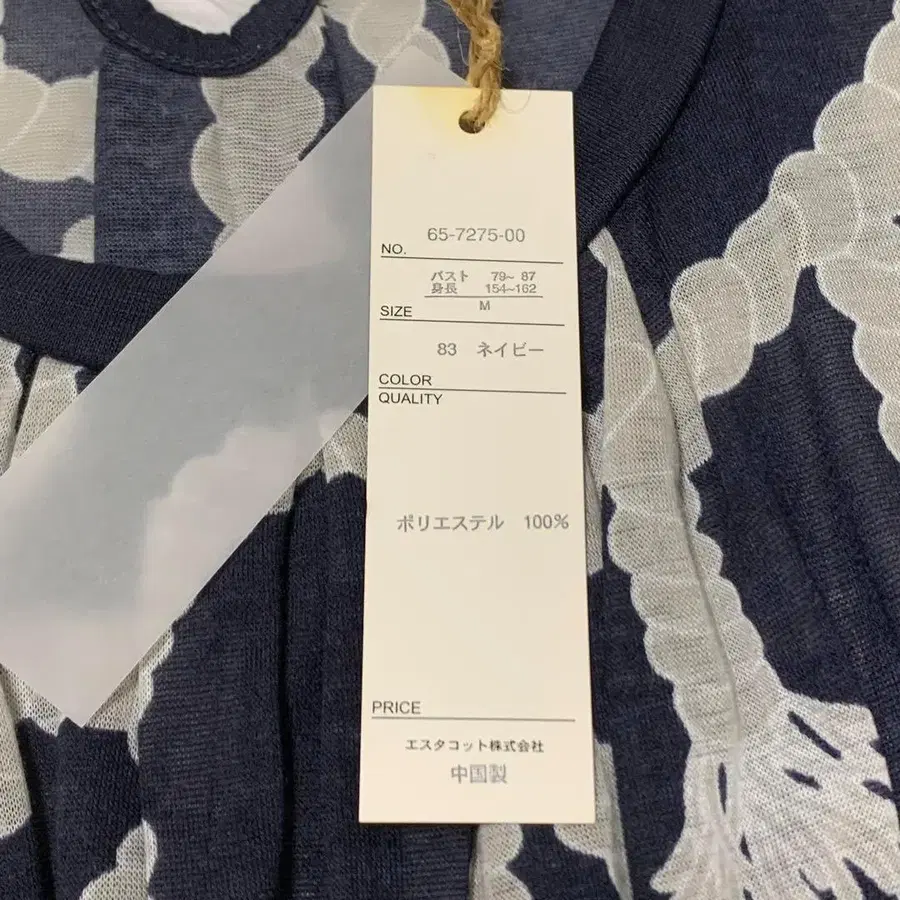 65-7275-00
NO.
バスト 79~ 87
身長 154~162
M
SIZE
83 ネイビー
COLOR
QUALITY
ポリエステル 100%
PRICE
エスタコット株式会社
中国製